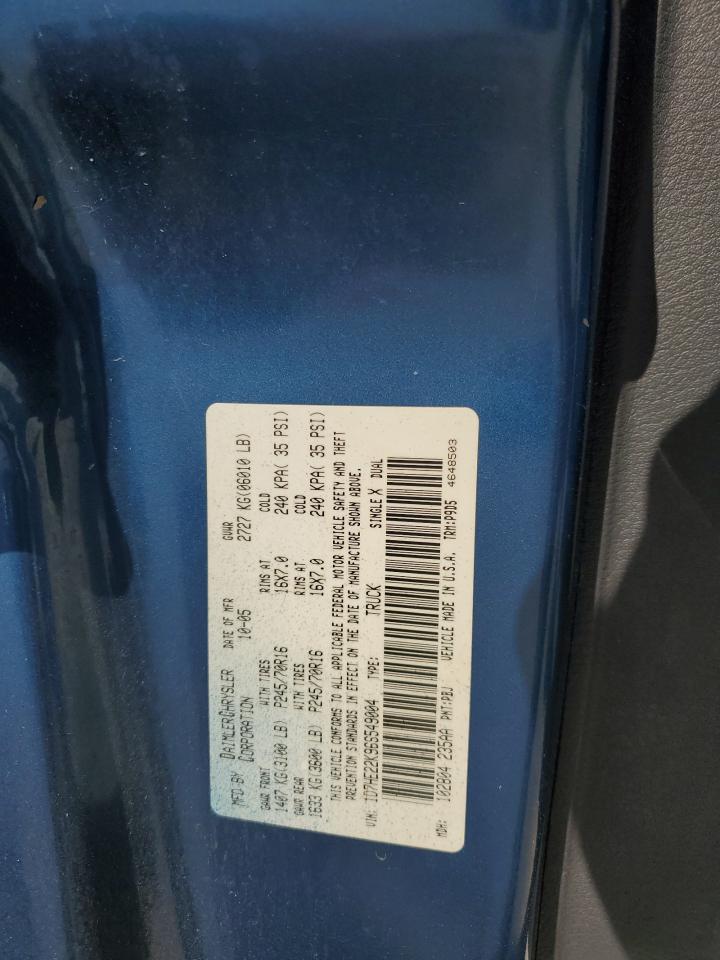 MFD BY DAIMLERCHRYSLER CORPORATION DATE OF MFR 10-05 GVWR 2727 KG(06010 LB)
GAWR FRONT WITH TIRES RIMS AT COLD
1407 KG(3100 LB) P245/70R16 16X7.0 240 KPA( 35 PSI)
GAWR REAR WITH TIRES RIMS AT COLD
1633 KG(3600 LB) P245/70R16 16X7.0 240 KPA( 35 PSI)
THIS VEHICLE CONFORMS TO ALL APPLICABLE FEDERAL MOTOR VEHICLE SAFETY AND THEFT
PREVENTION STANDARDS IN EFFECT ON THE DATE OF MANUFACTURE SHOWN ABOVE.
VIN: 1D7HE22K96S549004 TYPE: TRUCK SINGLE X DUAL
MDH: 102804 235AA PNT:PBJ VEHICLE MADE IN U.S.A. TRM:P9D5
4648503